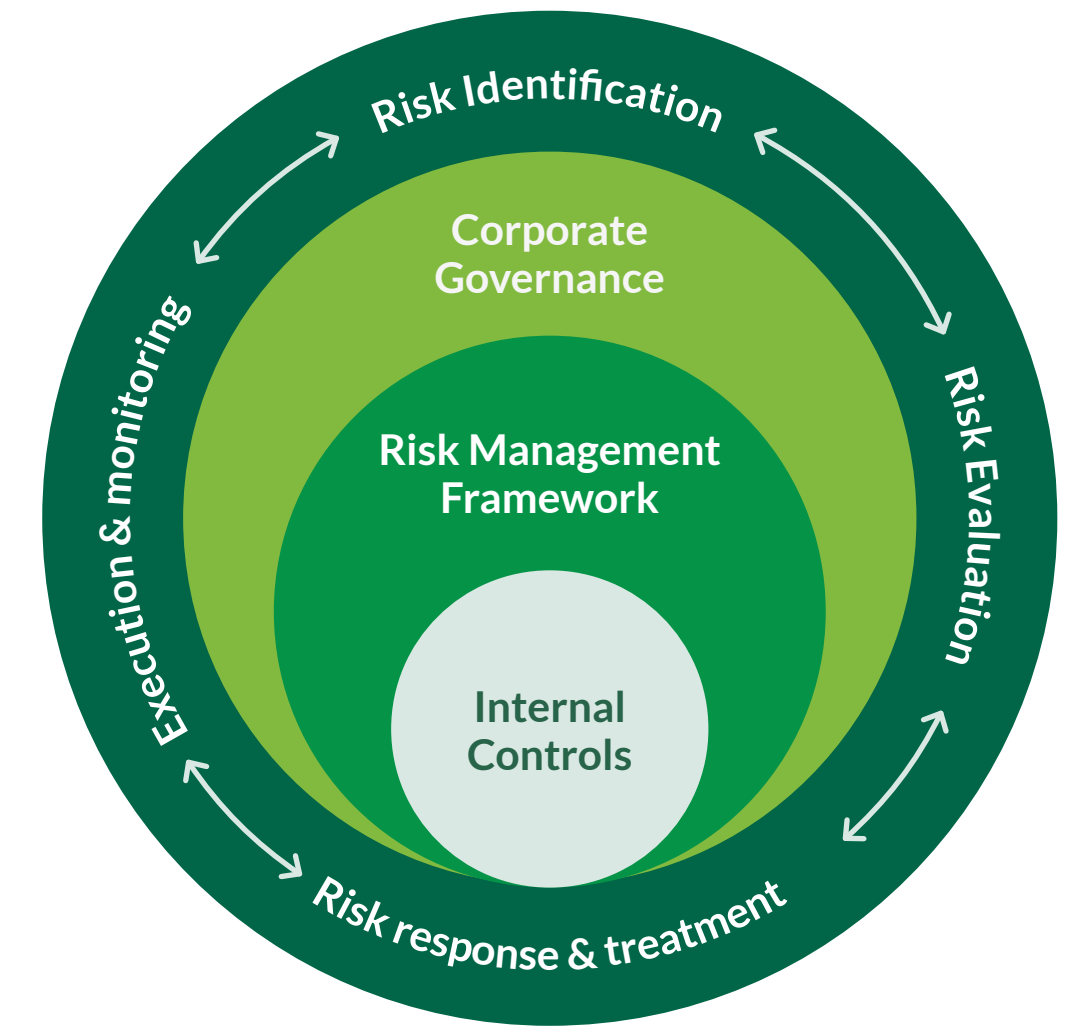 Risk Identification
Corporate
Governance
Risk Management
Framework
Internal
Controls
Risk Evaluation
Risk response & treatment
Execution & monitoring